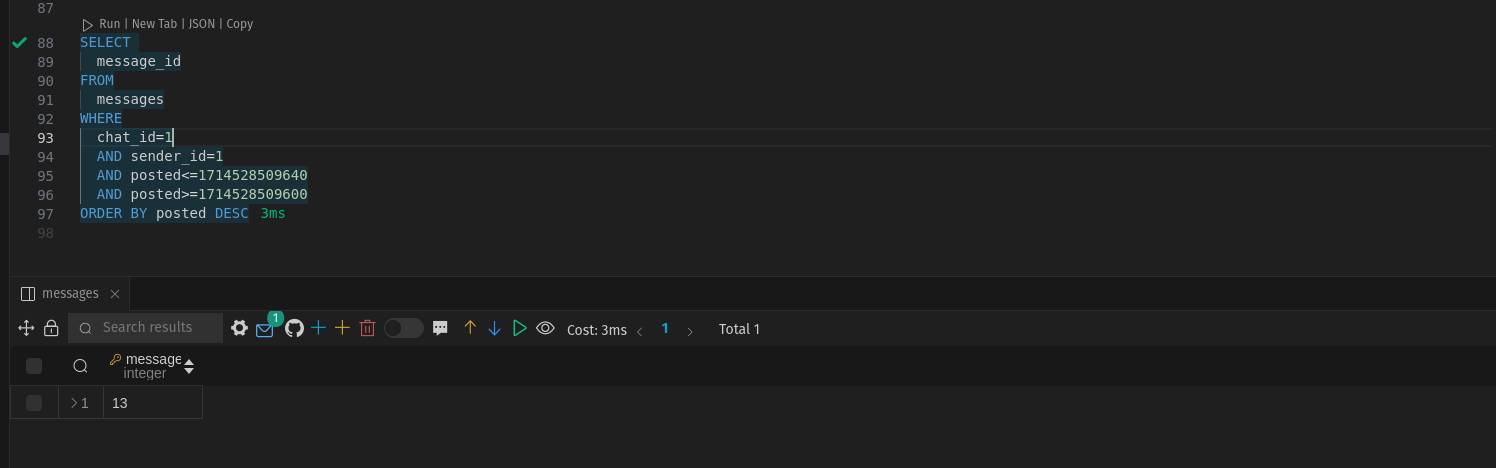 87
Run | New Tab | JSON | Copy
88 SELECT
89 message_id
90 FROM
91 messages
92 WHERE
93 chat_id=1
94 AND sender_id=1
95 AND posted<=1714528509640
96 AND posted>=1714528509600
97 ORDER BY posted DESC 3ms
98
messages
Search results 1 Cost: 3ms 1 Total 1
message
integer
1 13